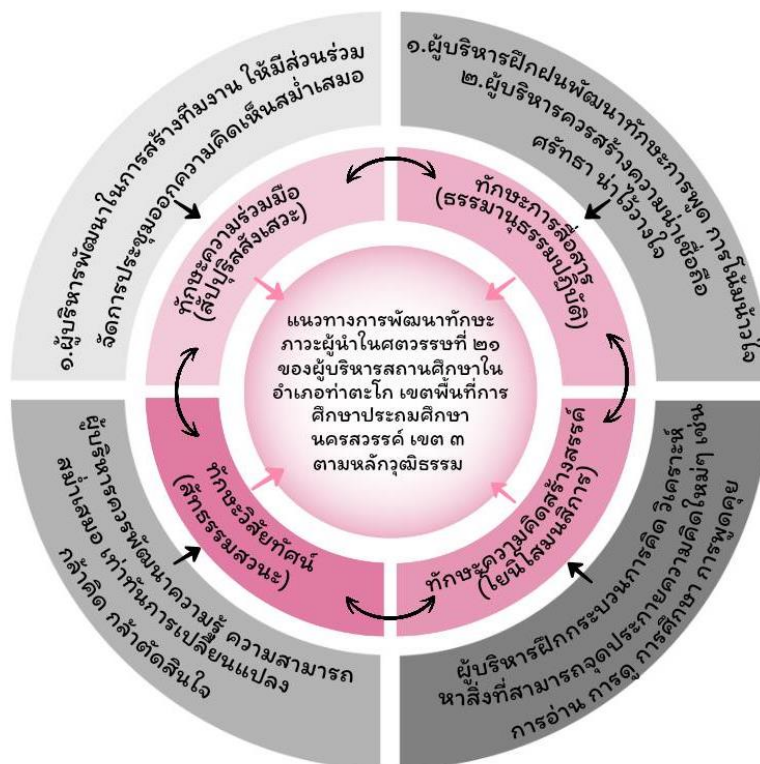 ๑.ผู้บริหารพัฒนาในการสร้างทีมงาน ให้มีส่วนร่วม
จัดการประชุมออกความคิดเห็นสม่ำเสมอ
๑.ผู้บริหารฝึกฝนพัฒนาทักษะการพูด การโน้มน้าวใจ
๒.ผู้บริหารควรสร้างความน่าเชื่อถือ
ศรัทธา น่าไว้วางใจ
ทักษะความร่วมมือ
(สัปปุริสสังเสวะ)
ทักษะการสื่อสาร
(ธรรมานุธรรมปฏิบัติ)
แนวทางการพัฒนาทักษะ
ภาวะผู้นำในศตวรรษที่ ๒๑
ของผู้บริหารสถานศึกษาใน
อำเภอท่าตะโก เขตพื้นที่การ
ศึกษาประถมศึกษา
นครสวรรค์ เขต ๓
ตามหลักวุฒิธรรม
ทักษะวิสัยทัศน์
(สัทธรรมสวนะ)
ทักษะความคิดสร้างสรรค์
(โยนิโสมนสิการ)
ผู้บริหารควรพัฒนาความรู้ ความสามารถ
สม่ำเสมอ เท่าทันการเปลี่ยนแปลง
กล้าคิด กล้าตัดสินใจ
ผู้บริหารฝึกกระบวนการคิด วิเคราะห์
หาสิ่งที่สามารถจุดประกายความคิดใหม่ๆ เช่น
การอ่าน การดู การศึกษา การพูดคุย